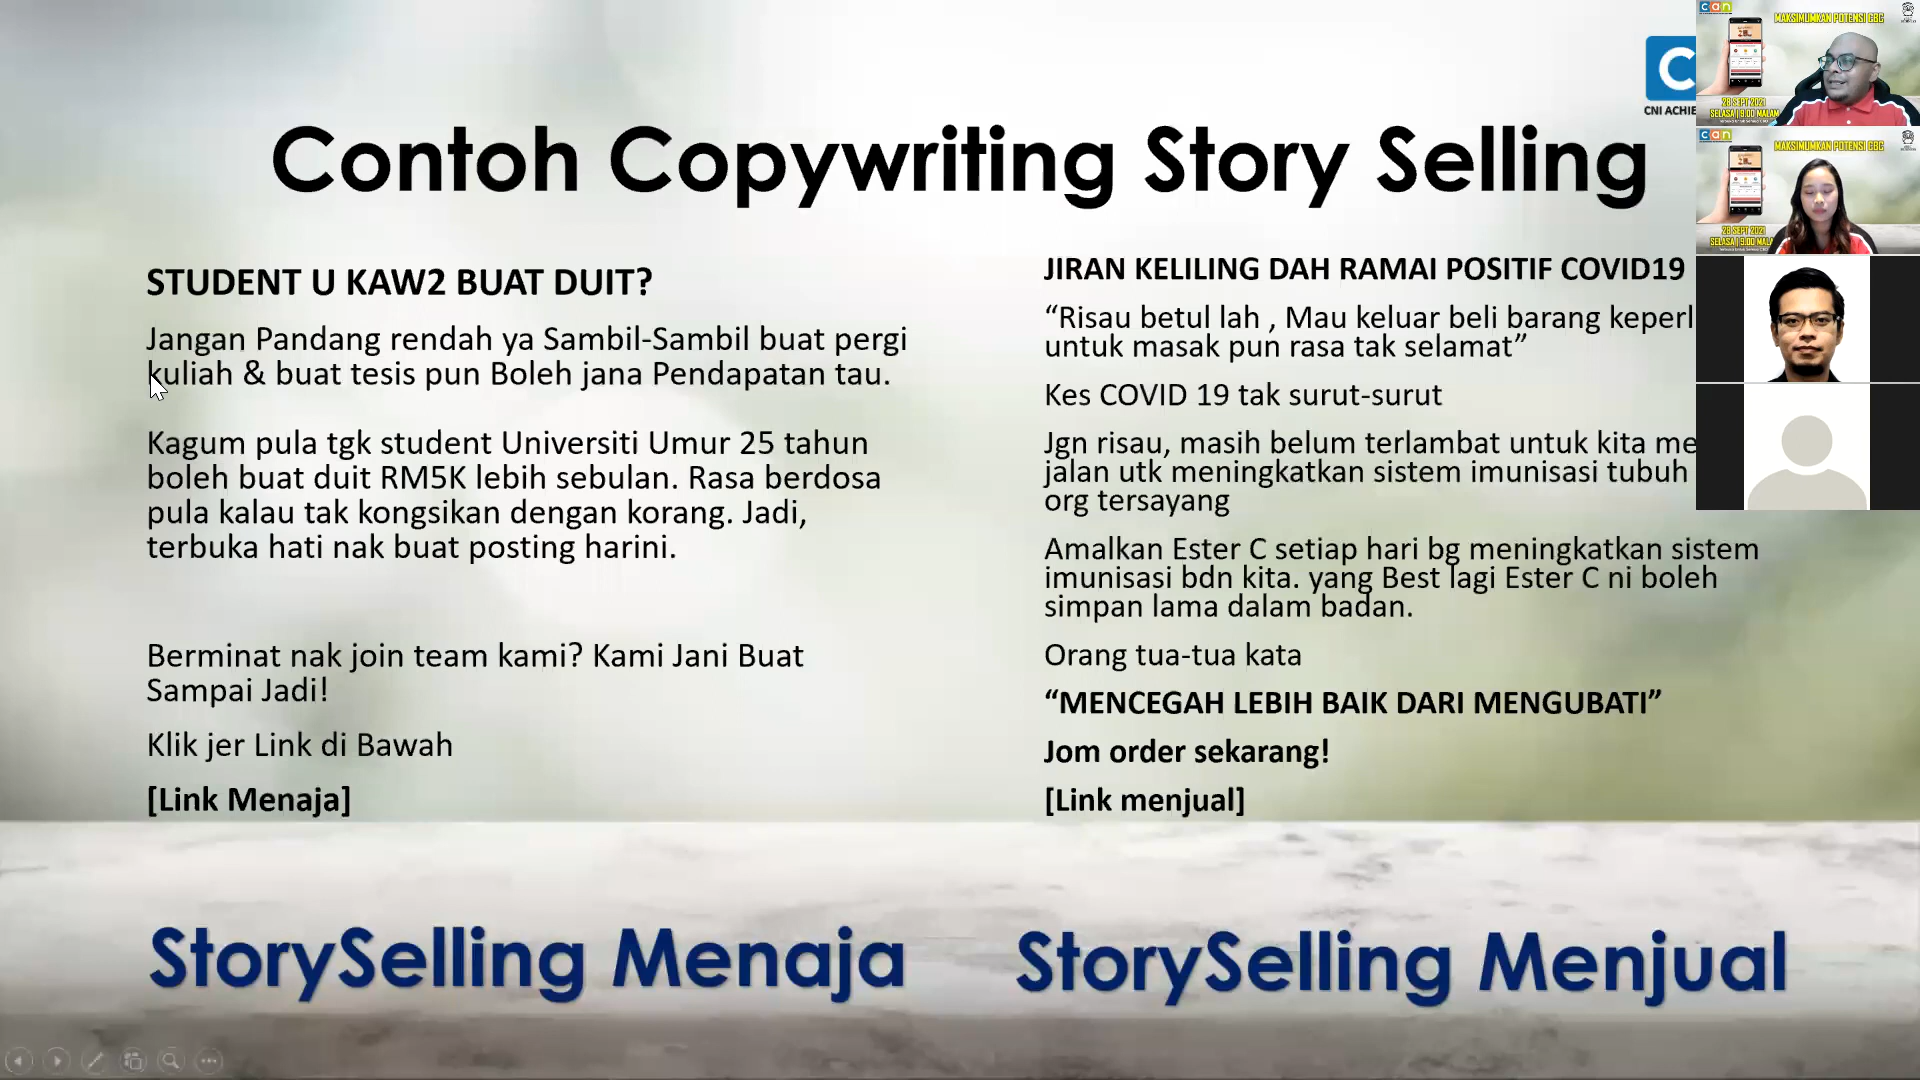 Contoh Copywriting Story Selling
STUDENT U KAW2 BUAT DUIT?
Jangan Pandang rendah ya Sambil-Sambil buat pergi
kuliah & buat tesis pun Boleh jana Pendapatan tau.
Kagum pula tgk student Universiti Umur 25 tahun
boleh buat duit RM5K lebih sebulan. Rasa berdosa
pula kalau tak kongsikan dengan korang. Jadi,
terbuka hati nak buat posting harini.
Berminat nak join team kami? Kami Jani Buat
Sampai Jadi!
Klik jer Link di Bawah
[Link Menaja]
StorySelling Menaja
JIRAN KELILING DAH RAMAI POSITIF COVID19
“Risau betul lah , Mau keluar beli barang keperl
untuk masak pun rasa tak selamat”
Kes COVID 19 tak surut-surut
Jgn risau, masih belum terlambat untuk kita me
jalan utk meningkatkan sistem imunisasi tubuh
org tersayang
Amalkan Ester C setiap hari bg meningkatkan sistem
imunisasi bdn kita. yang Best lagi Ester C ni boleh
simpan lama dalam badan.
Orang tua-tua kata
“MENCEGAH LEBIH BAIK DARI MENGUBATI”
Jom order sekarang!
[Link menjual]
StorySelling Menjual
C
CNI ACHIE
can
MAKSIMUMKAN POTENSI CBC
28 SEPT 2021
SELASA | 9.00 MALAM
can
MAKSIMUMKAN POTENSI CBC
28 SEPT 2021
SELASA | 9.00 MALA